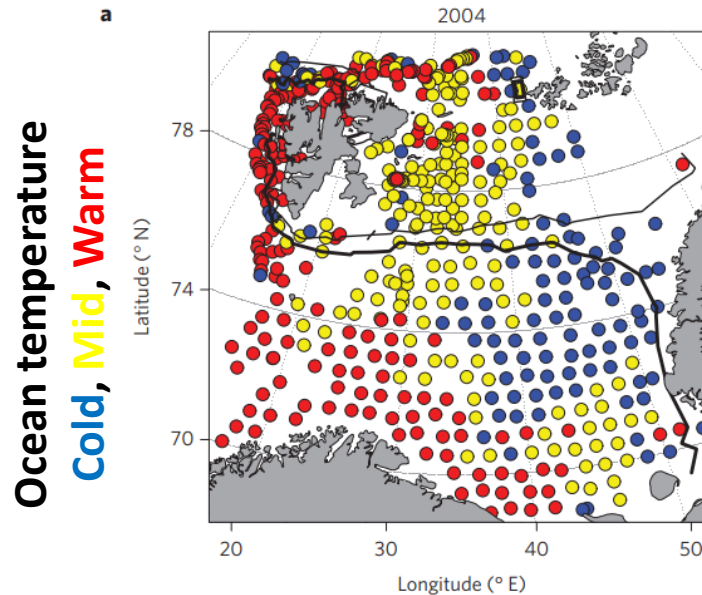 a
2004
Ocean temperature
Cold, Mid, Warm
Latitude (° N)
78
74
70
20 30 40 50
Longitude (° E)